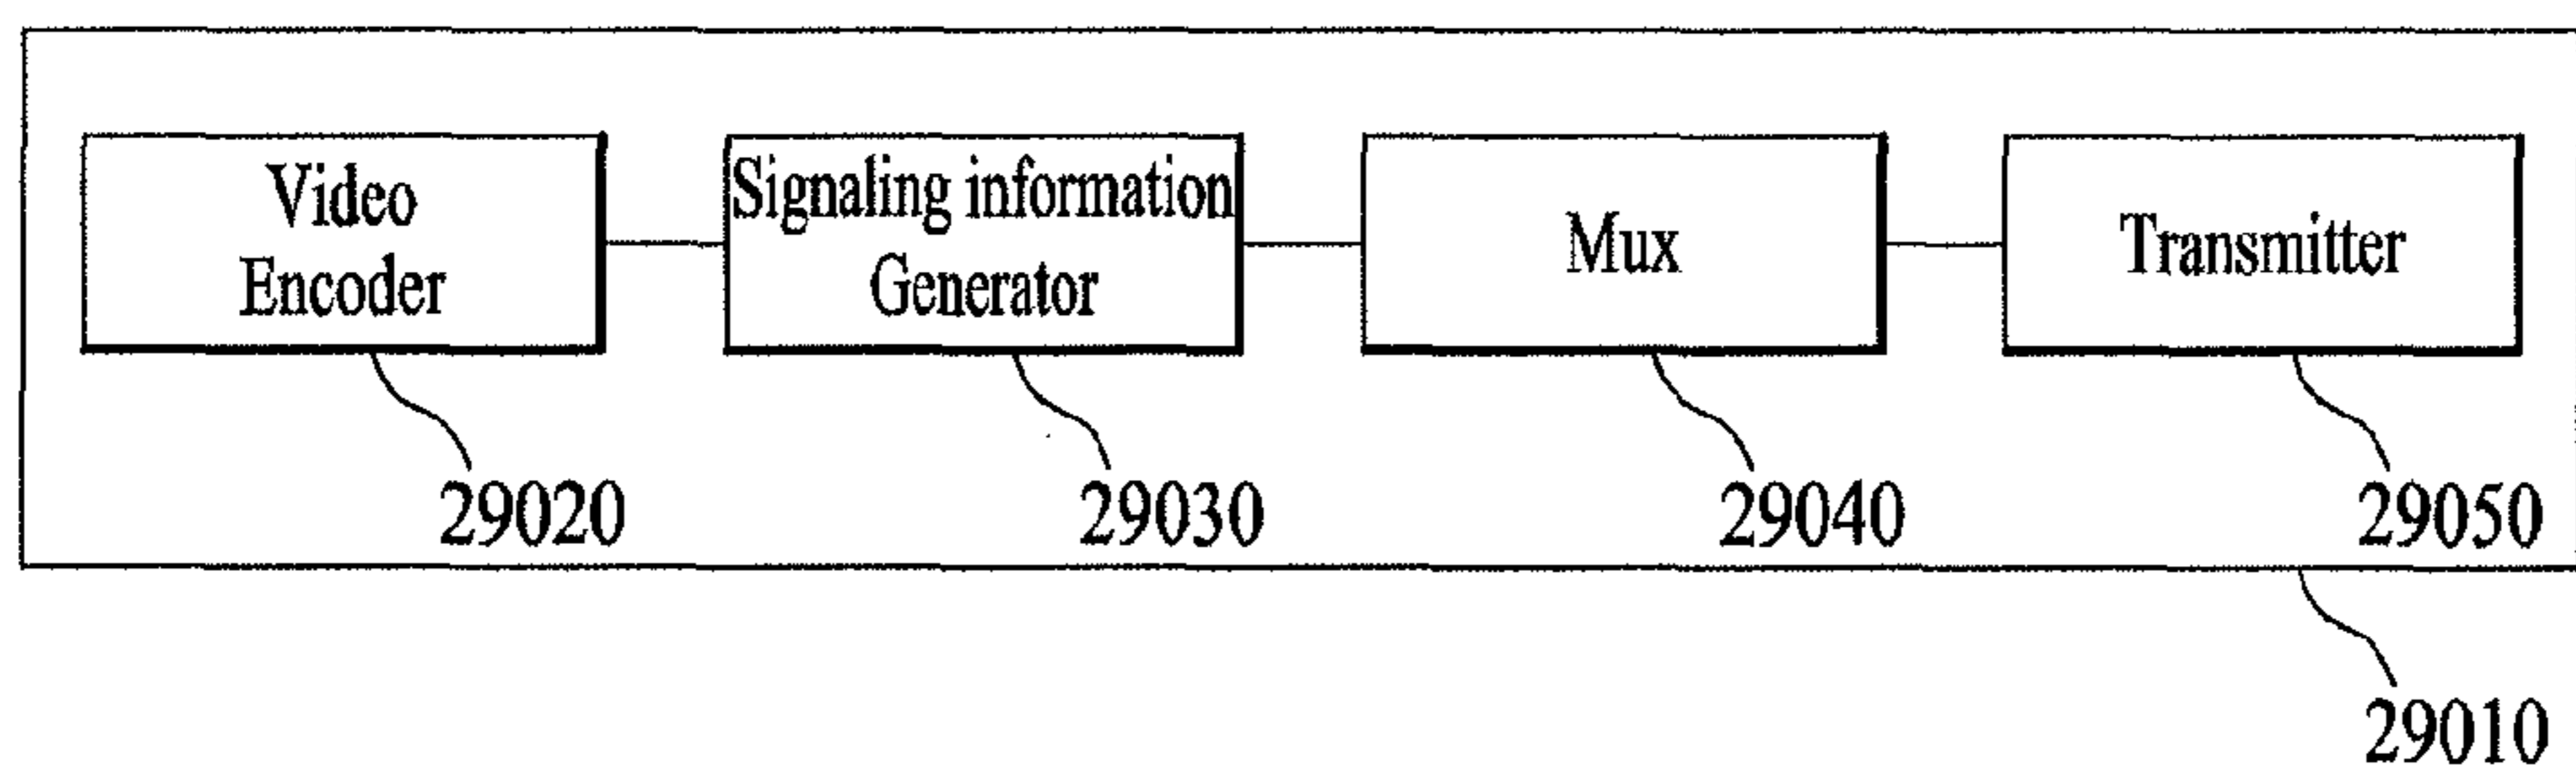 Video
Encoder
Signaling information
Generator
Mux
Transmitter
29020
29030
29040
29050
29010